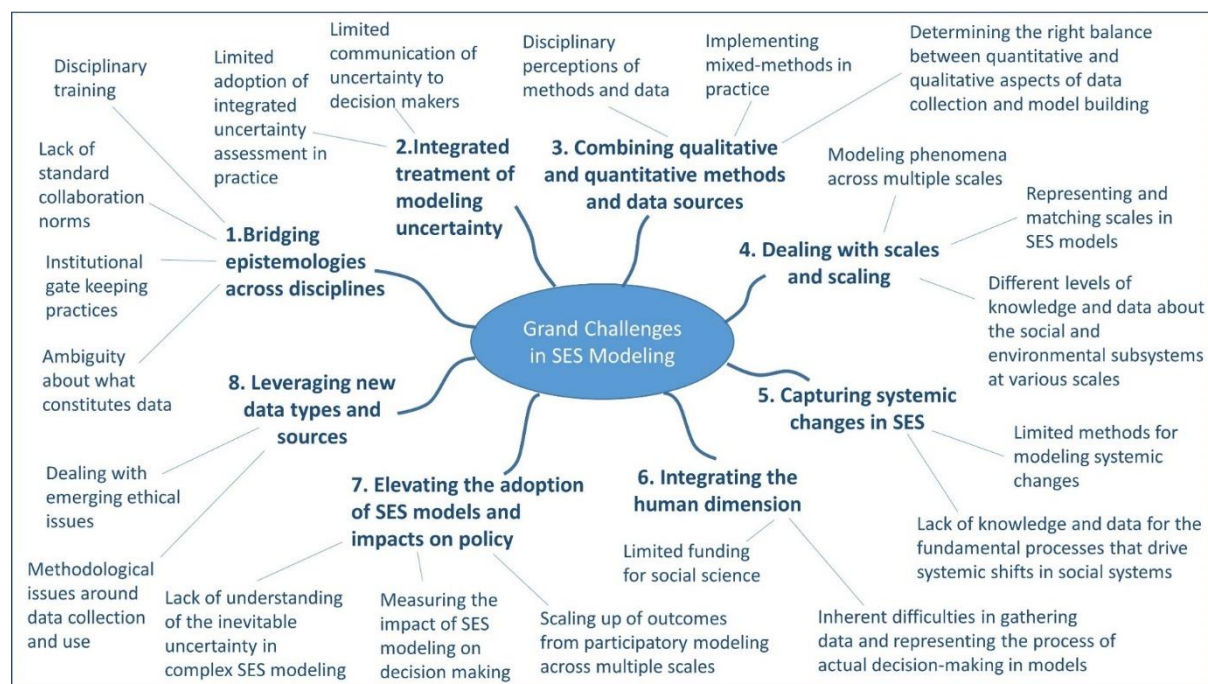 Grand Challenges
in SES Modeling
1.Bridging
epistemologies
across disciplines
Disciplinary
training
Lack of
standard
collaboration
norms
Institutional
gate keeping
practices
Ambiguity
about what
constitutes data
2.Integrated
treatment of
modeling
uncertainty
Limited
adoption of
integrated
uncertainty
assessment in
practice
Limited
communication of
uncertainty to
decision makers
3. Combining qualitative
and quantitative methods
and data sources
Disciplinary
perceptions of
methods and data
Implementing
mixed-methods in
practice
Determining the right balance
between quantitative and
qualitative aspects of data
collection and model building
4. Dealing with scales
and scaling
Modeling phenomena
across multiple scales
Representing and
matching scales in
SES models
Different levels of
knowledge and data about
the social and
environmental subsystems
at various scales
5. Capturing systemic
changes in SES
Limited methods for
modeling systemic
changes
Lack of knowledge and data for the
fundamental processes that drive
systemic shifts in social systems
6. Integrating the
human dimension
Limited funding
for social science
Inherent difficulties in gathering
data and representing the process of
actual decision-making in models
7. Elevating the adoption
of SES models and
impacts on policy
Lack of understanding
of the inevitable
uncertainty in
complex SES modeling
Measuring the
impact of SES
modeling on
decision making
Scaling up of outcomes
from participatory modeling
across multiple scales
8. Leveraging new
data types and
sources
Dealing with
emerging ethical
issues
Methodological
issues around
data collection
and use